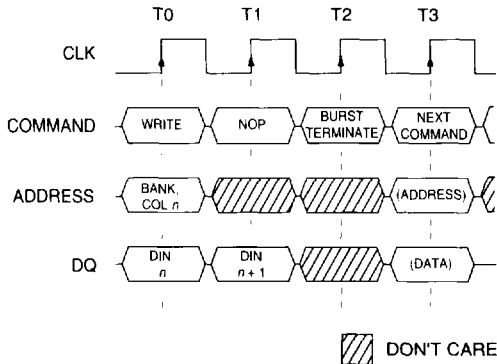 T0 T1 T2 T3
CLK
COMMAND WRITE NOP BURST TERMINATE NEXT COMMAND
ADDRESS BANK, COL n (ADDRESS)
DQ DIN n DIN n + 1 (DATA)
DON'T CARE